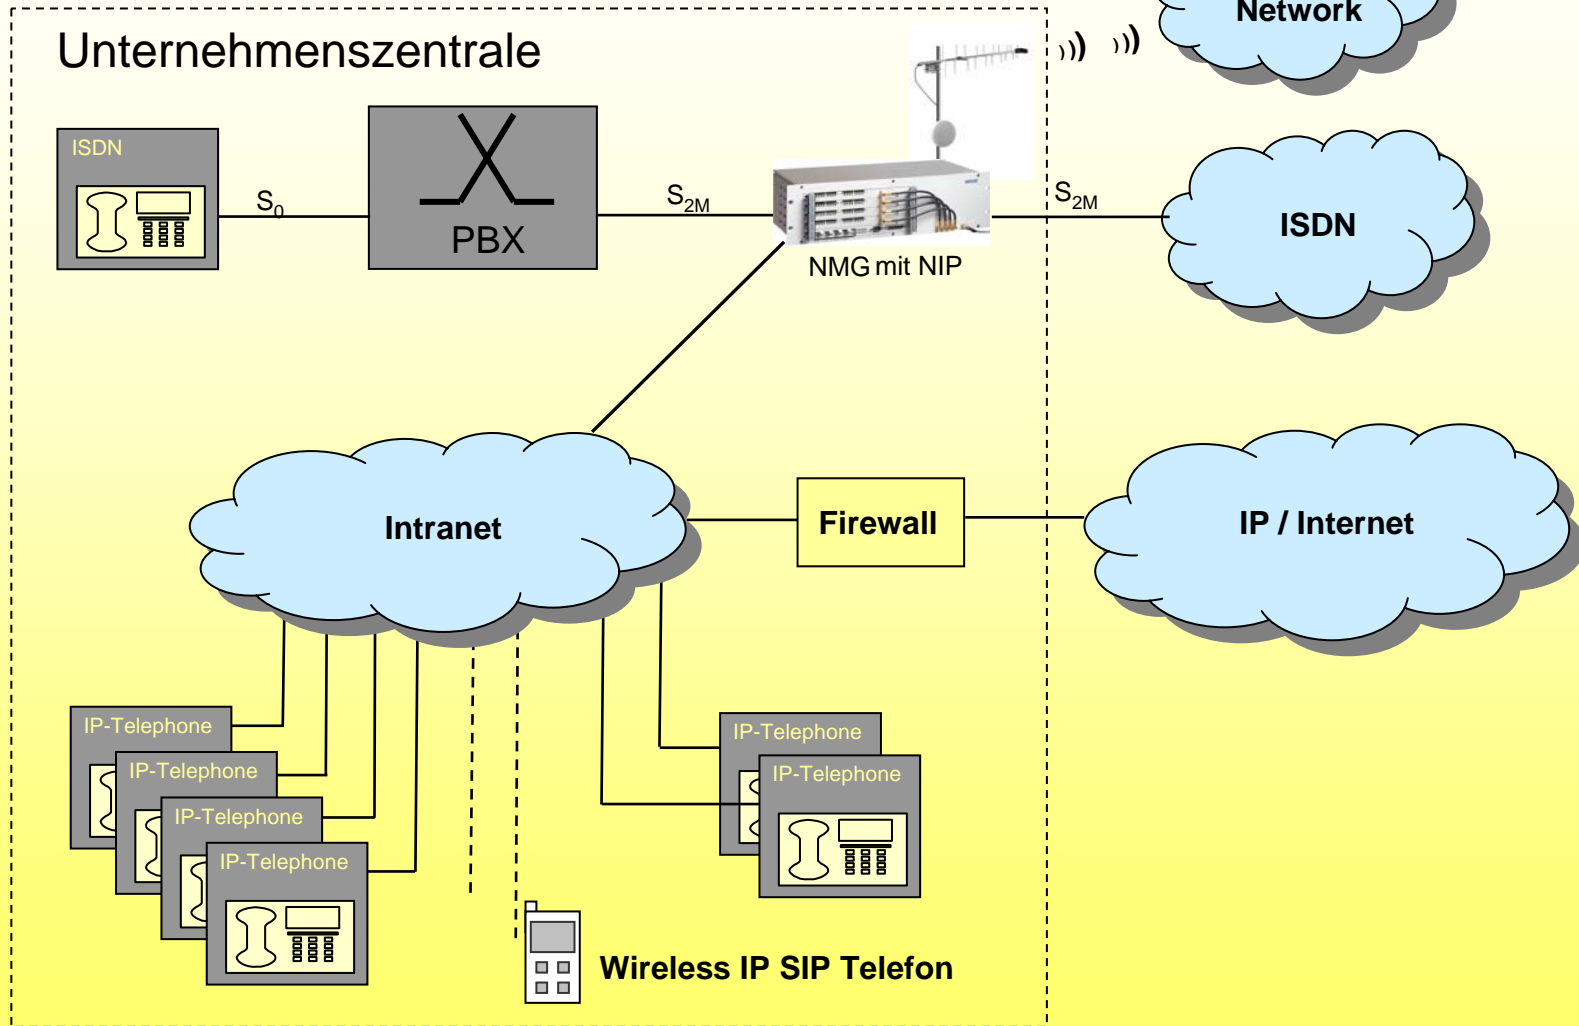 Network
Unternehmenszentrale
ISDN
S0
PBX
S2M
NMG mit NIP
S2M
ISDN
Intranet
Firewall
IP / Internet
IP-Telephone
IP-Telephone
IP-Telephone
IP-Telephone
IP-Telephone
IP-Telephone
Wireless IP SIP Telefon